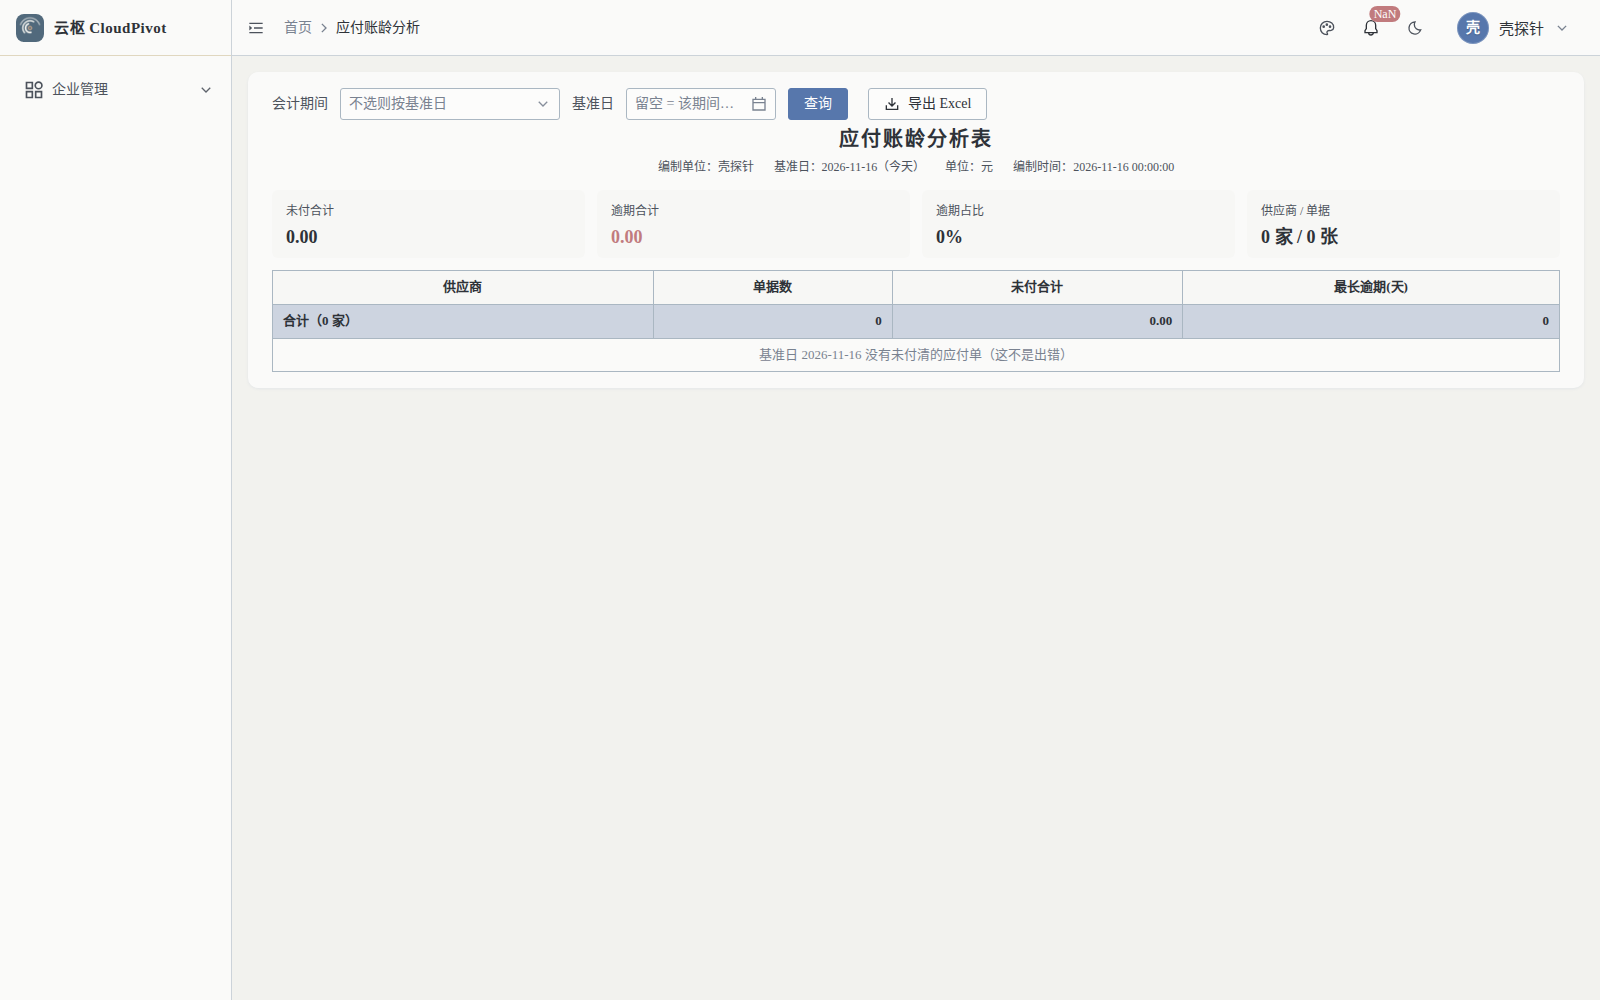 云枢 CloudPivot
首页 > 应付账龄分析
NaN
壳 壳探针
企业管理
会计期间 不选则按基准日 基准日 留空 = 该期间… 查询 导出 Excel
应付账龄分析表
编制单位：壳探针 基准日：2026-11-16（今天） 单位：元 编制时间：2026-11-16 00:00:00
未付合计 逾期合计 逾期占比 供应商 / 单据
0.00 0.00 0% 0 家 / 0 张
供应商 单据数 未付合计 最长逾期(天)
合计（0 家） 0 0.00 0
基准日 2026-11-16 没有未付清的应付单（这不是出错）